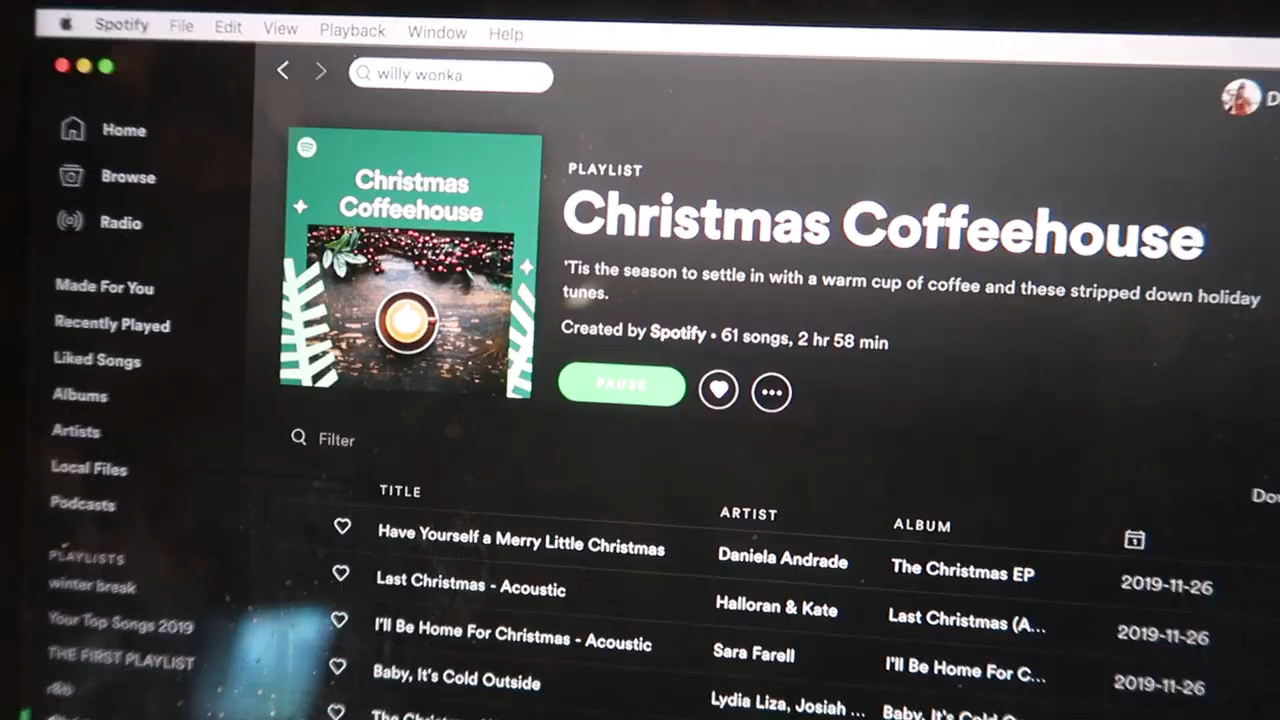 Spotify File Edit View Playback Window Help
willy wonka
Home
Browse
Radio
Made For You
Recently Played
Liked Songs
Albums
Artists
Local Files
Podcasts
PLAYLISTS
winter break
Your Top Songs 2019
THE FIRST PLAYLIST
r&b
Christmas
Coffeehouse
PLAYLIST
Christmas Coffeehouse
'Tis the season to settle in with a warm cup of coffee and these stripped down holiday
tunes.
Created by Spotify • 61 songs, 2 hr 58 min
PAUSE
Filter
TITLE ARTIST ALBUM
Have Yourself a Merry Little Christmas Daniela Andrade The Christmas EP 2019-11-26
Last Christmas - Acoustic Halloran & Kate Last Christmas (A... 2019-11-26
I'll Be Home For Christmas - Acoustic Sara Farell I'll Be Home For C... 2019-11-26
Baby, It's Cold Outside Lydia Liza, Josiah ... Baby, It's Cold